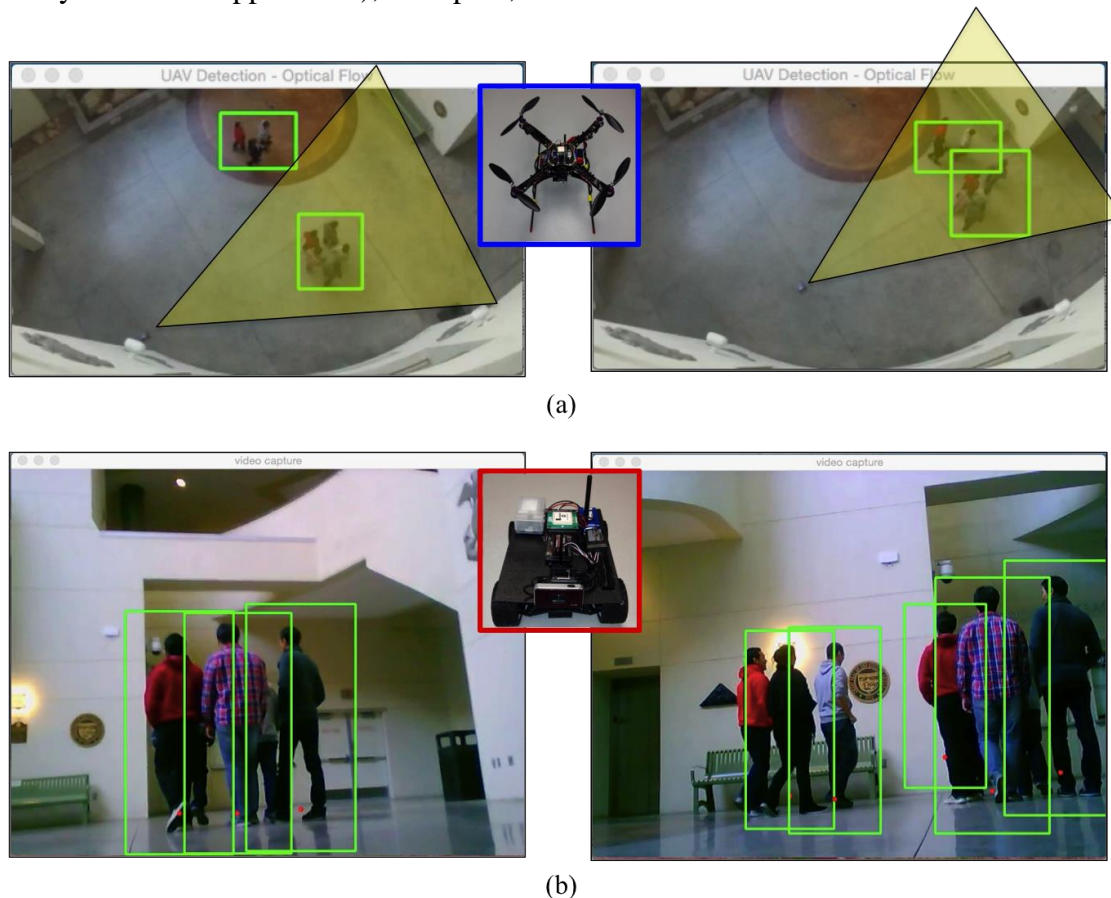 UAV Detection - Optical Flow
UAV Detection - Optical Flow
(a)
video capture
video capture
(b)